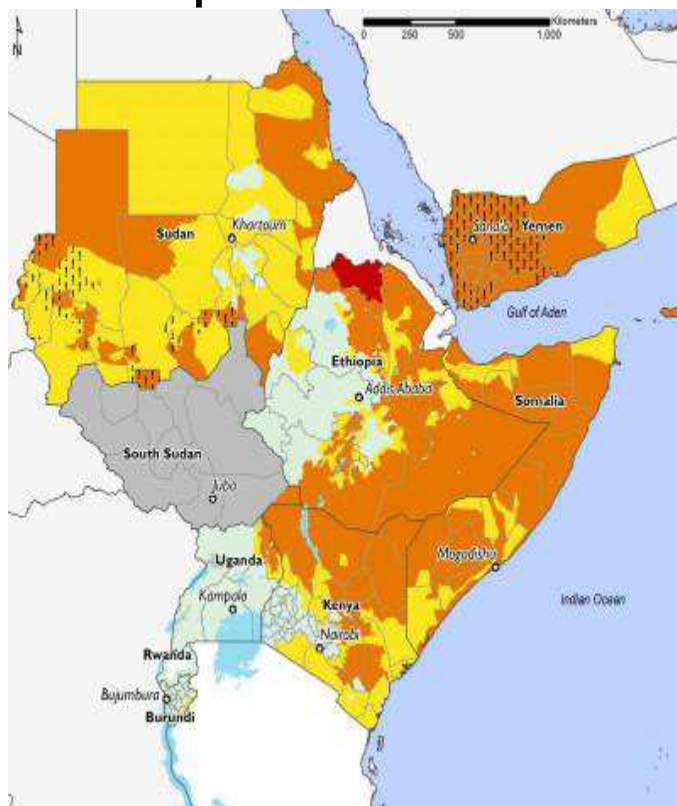 Kilometers
0 250 500 1,000
N
Khartoum
Sudan
Sana'a
Yemen
Gulf of Aden
Ethiopia
Addis Ababa
Somalia
South Sudan
Juba
Uganda
Mogadishu
Kampala
Kenya
Indian Ocean
Nairobi
Rwanda
Bujumbura
Burundi